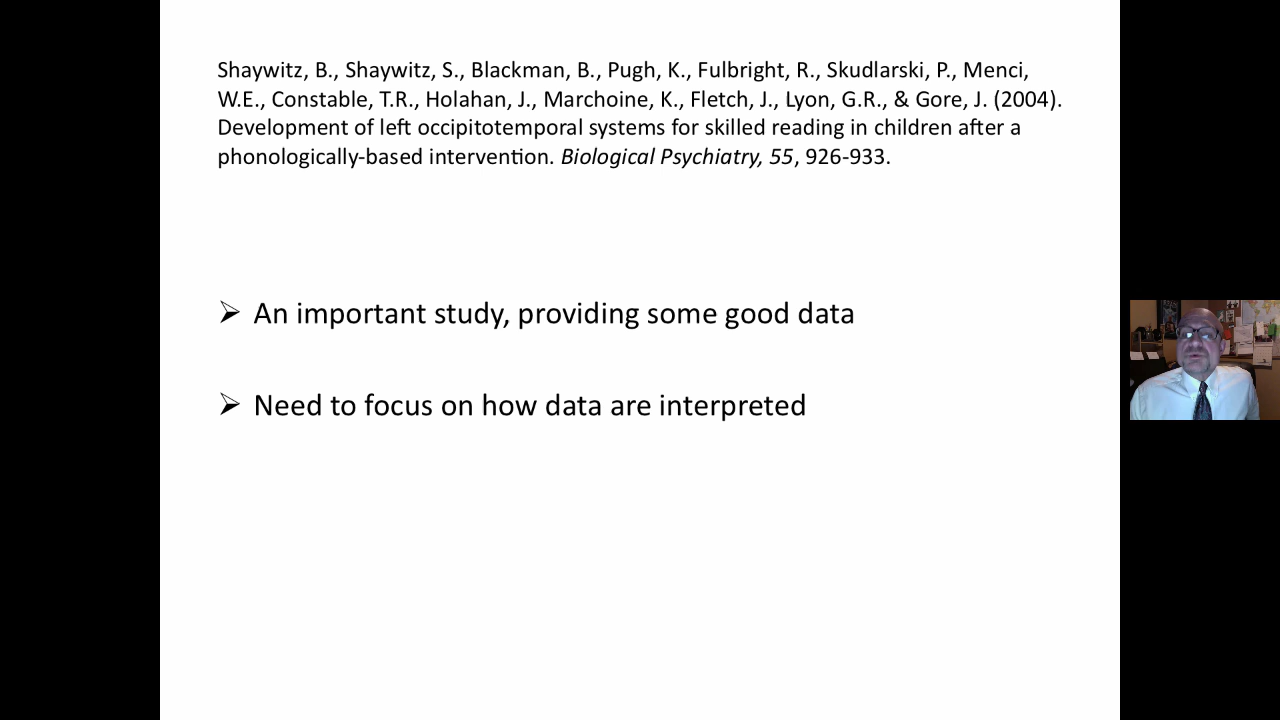 Shaywitz, B., Shaywitz, S., Blackman, B., Pugh, K., Fulbright, R., Skudlarski, P., Menci,
W.E., Constable, T.R., Holahan, J., Marchoine, K., Fletch, J., Lyon, G.R., & Gore, J. (2004).
Development of left occipitotemporal systems for skilled reading in children after a
phonologically-based intervention. Biological Psychiatry, 55, 926-933.
➢ An important study, providing some good data
➢ Need to focus on how data are interpreted